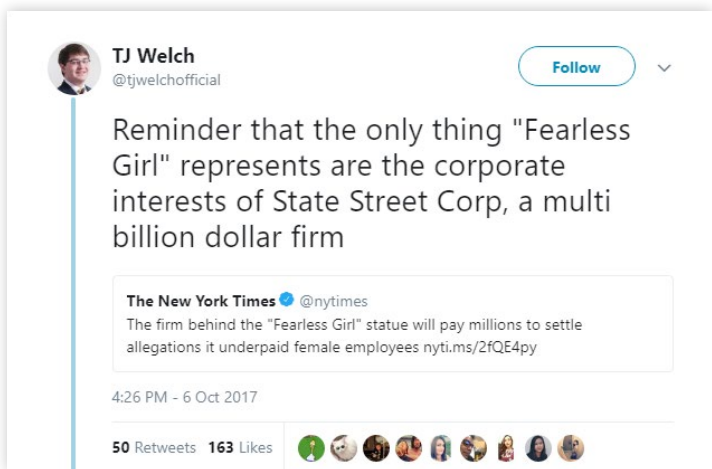 TJ Welch
@tjwelchofficial
Follow
Reminder that the only thing "Fearless
Girl" represents are the corporate
interests of State Street Corp, a multi
billion dollar firm
The New York Times @nytimes
The firm behind the "Fearless Girl" statue will pay millions to settle
allegations it underpaid female employees nyti.ms/2fQE4py
4:26 PM - 6 Oct 2017
50 Retweets 163 Likes